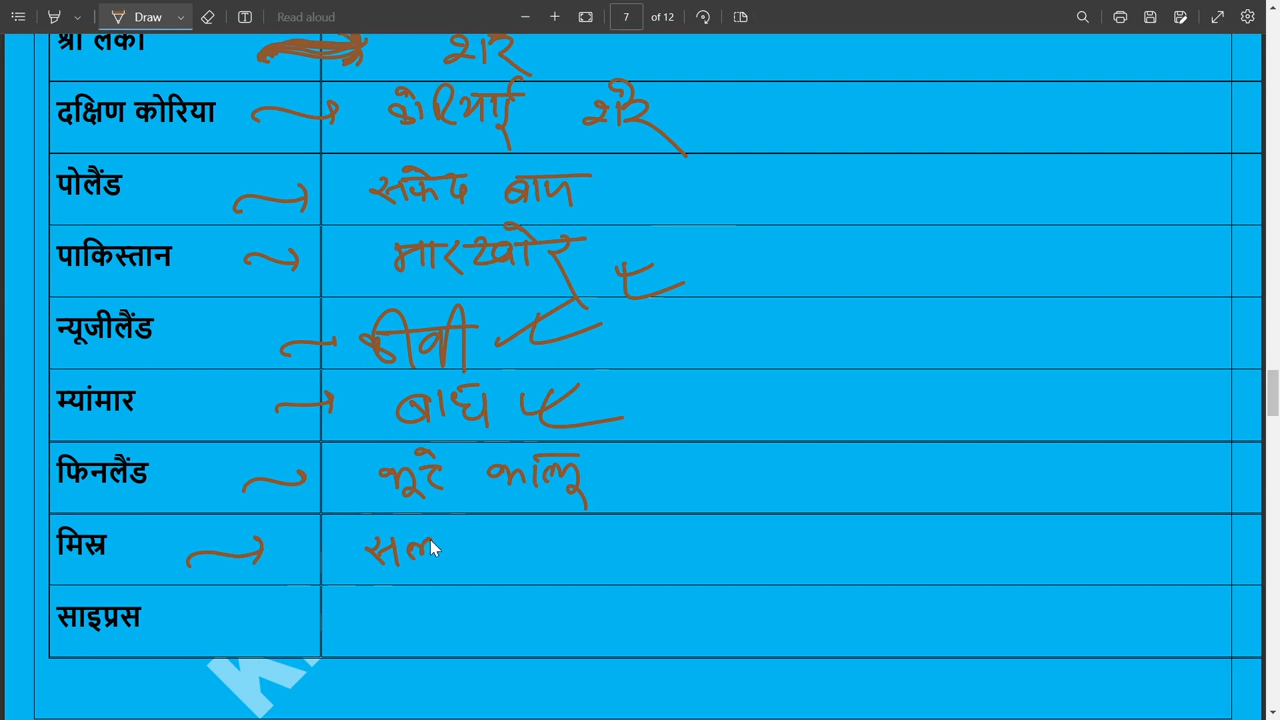 Draw
Read aloud
7 of 12
श्री लंका शेर
दक्षिण कोरिया कोरियाई शेर
पोलैंड सफेद बाज
पाकिस्तान मारखोर
न्यूजीलैंड कीवी
म्यांमार बाघ
फिनलैंड भूरे भालू
मिस्र
साइप्रस